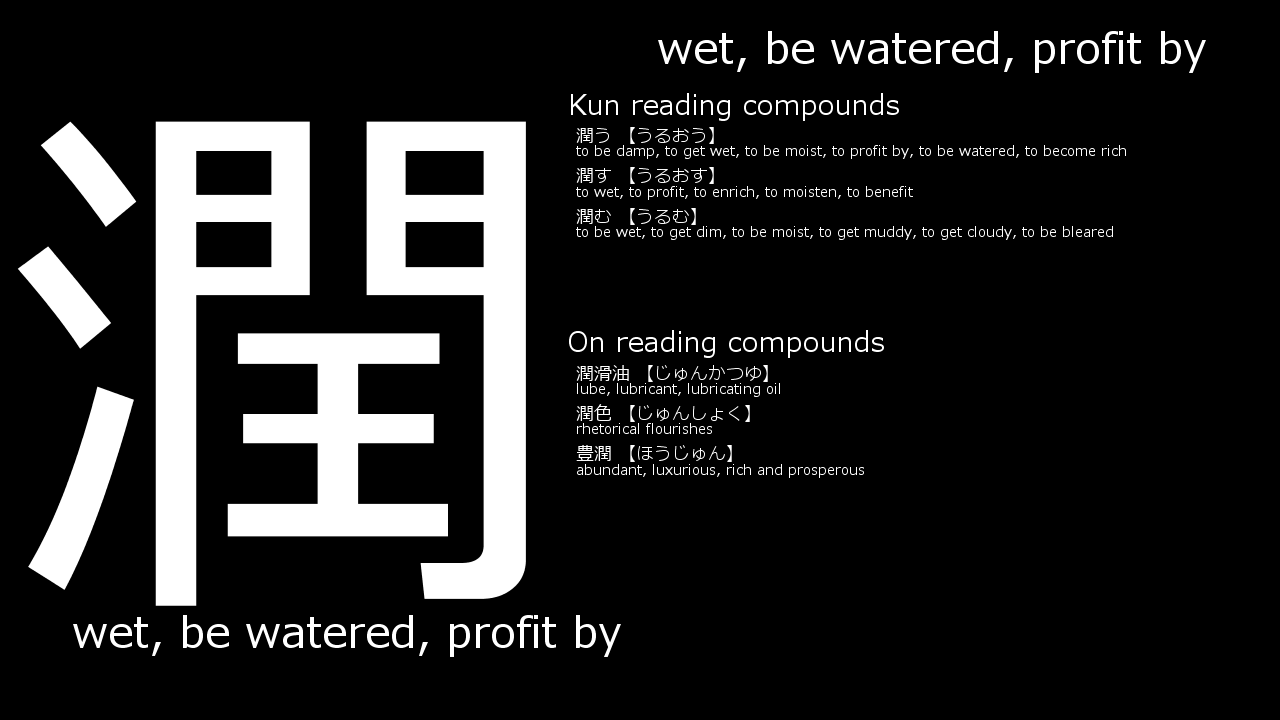 wet, be watered, profit by
潤
Kun reading compounds
潤う 【うるおう】
to be damp, to get wet, to be moist, to profit by, to be watered, to become rich
潤す 【うるおす】
to wet, to profit, to enrich, to moisten, to benefit
潤む 【うるむ】
to be wet, to get dim, to be moist, to get muddy, to get cloudy, to be bleared
On reading compounds
潤滑油 【じゅんかつゆ】
lube, lubricant, lubricating oil
潤色 【じゅんしょく】
rhetorical flourishes
豊潤 【ほうじゅん】
abundant, luxurious, rich and prosperous
wet, be watered, profit by